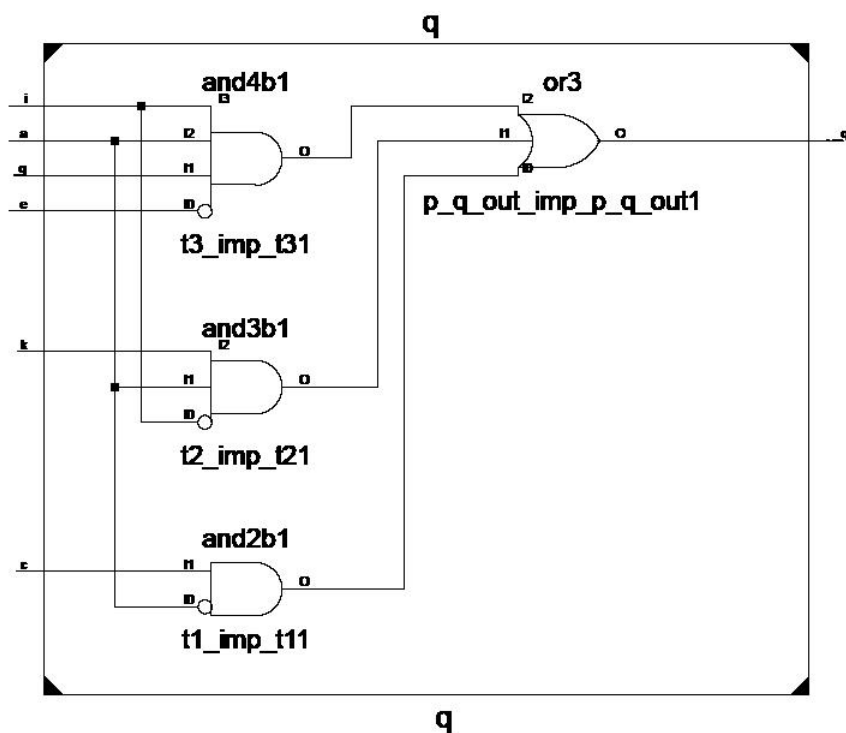 q
and4b1
or3
i
I3
I2
a
I2
I1
O
O
q
I1
I0
e
I0
p_q_out_imp_p_q_out1
t3_imp_t31
and3b1
k
I2
I1
O
I0
t2_imp_t21
and2b1
c
I1
O
I0
t1_imp_t11
q